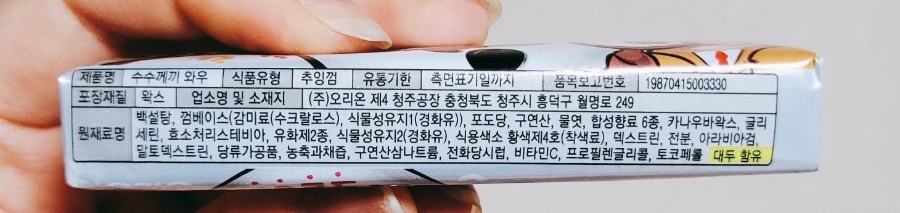 제품명 수수께끼 와우 식품유형 추잉껌 유통기한 측면표기일까지 품목보고번호 19870415003330
포장재질 왁스 업소명 및 소재지 (주)오리온 제4 청주공장 충청북도 청주시 흥덕구 월명로 249
원재료명 백설탕, 껌베이스(감미료(수크랄로스), 식물성유지1(경화유)), 포도당, 구연산, 물엿, 합성향료 6종, 카나우바왁스, 글리
세린, 효소처리스테비아, 유화제2종, 식물성유지2(경화유), 식용색소 황색제4호(착색료), 덱스트린, 전분, 아라비아검,
말토덱스트린, 당류가공품, 농축과채즙, 구연산삼나트륨, 전화당시럽, 비타민C, 프로필렌글리콜, 토코페롤 대두 함유